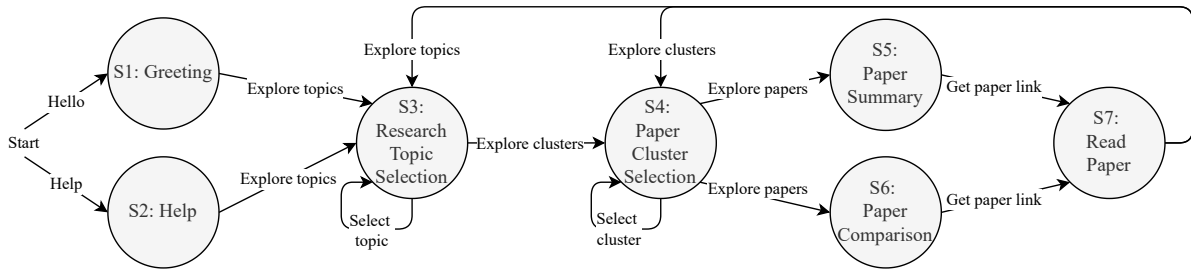 Explore topics
Explore clusters
S1: Greeting
S5:
Paper
Summary
Hello
Explore topics
Explore papers
Get paper link
Start
S3:
Research
Topic
Selection
Explore clusters
S4:
Paper
Cluster
Selection
S7:
Read
Paper
Help
Explore topics
Explore papers
Get paper link
S2: Help
Select
topic
Select
cluster
S6:
Paper
Comparison